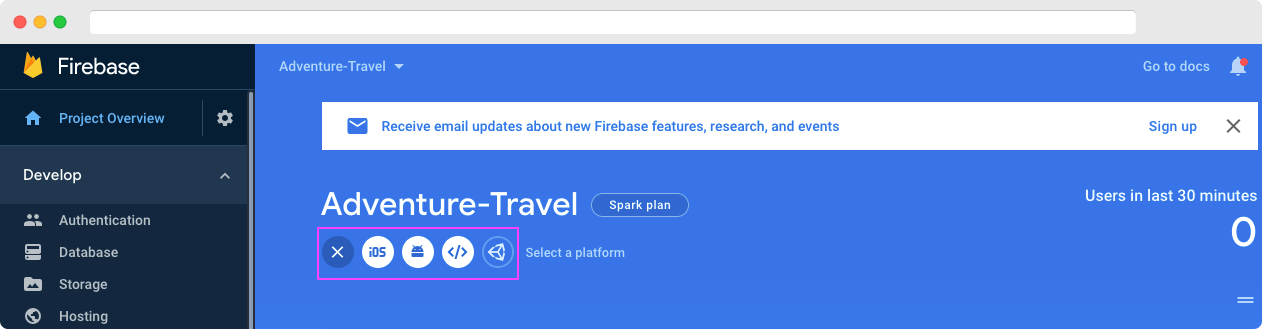 Firebase
Adventure-Travel
Go to docs
Project Overview
Receive email updates about new Firebase features, research, and events
Sign up
Develop
Adventure-Travel
Spark plan
Users in last 30 minutes
0
Authentication
Database
iOS
</>
Select a platform
Storage
Hosting